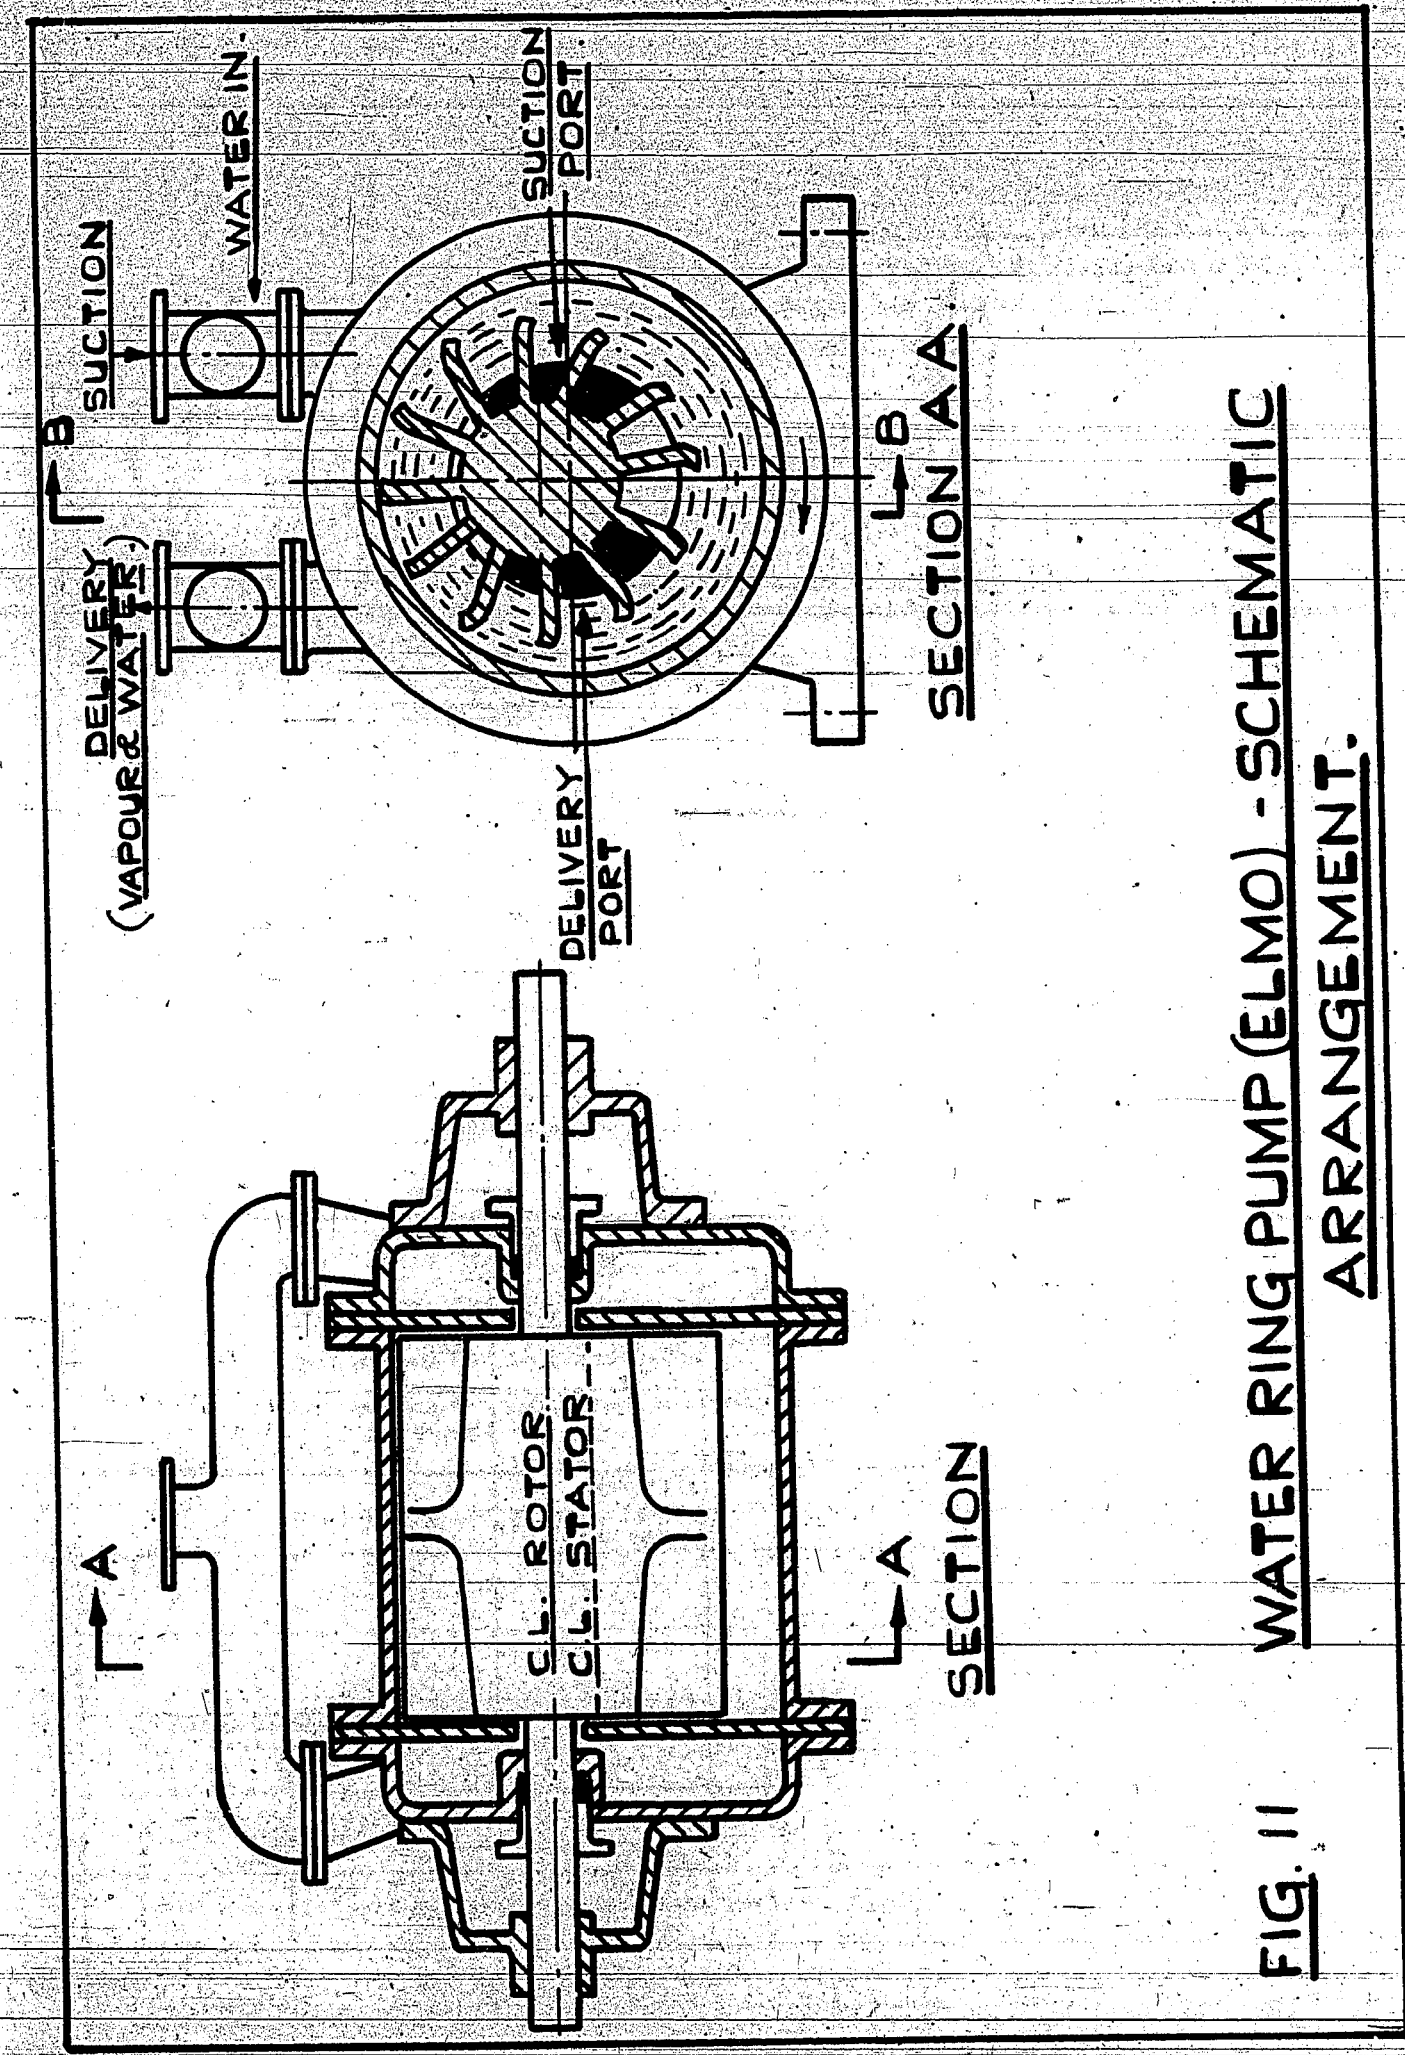 A
A
SECTION
C.L. ROTOR.
C.L. STATOR
DELIVERY
(VAPOUR & WATER.)
B
SUCTION
WATER IN.
SUCTION
PORT
DELIVERY
PORT
B
SECTION A A.
FIG. 11
WATER RING PUMP (ELMO) - SCHEMATIC
ARRANGEMENT.